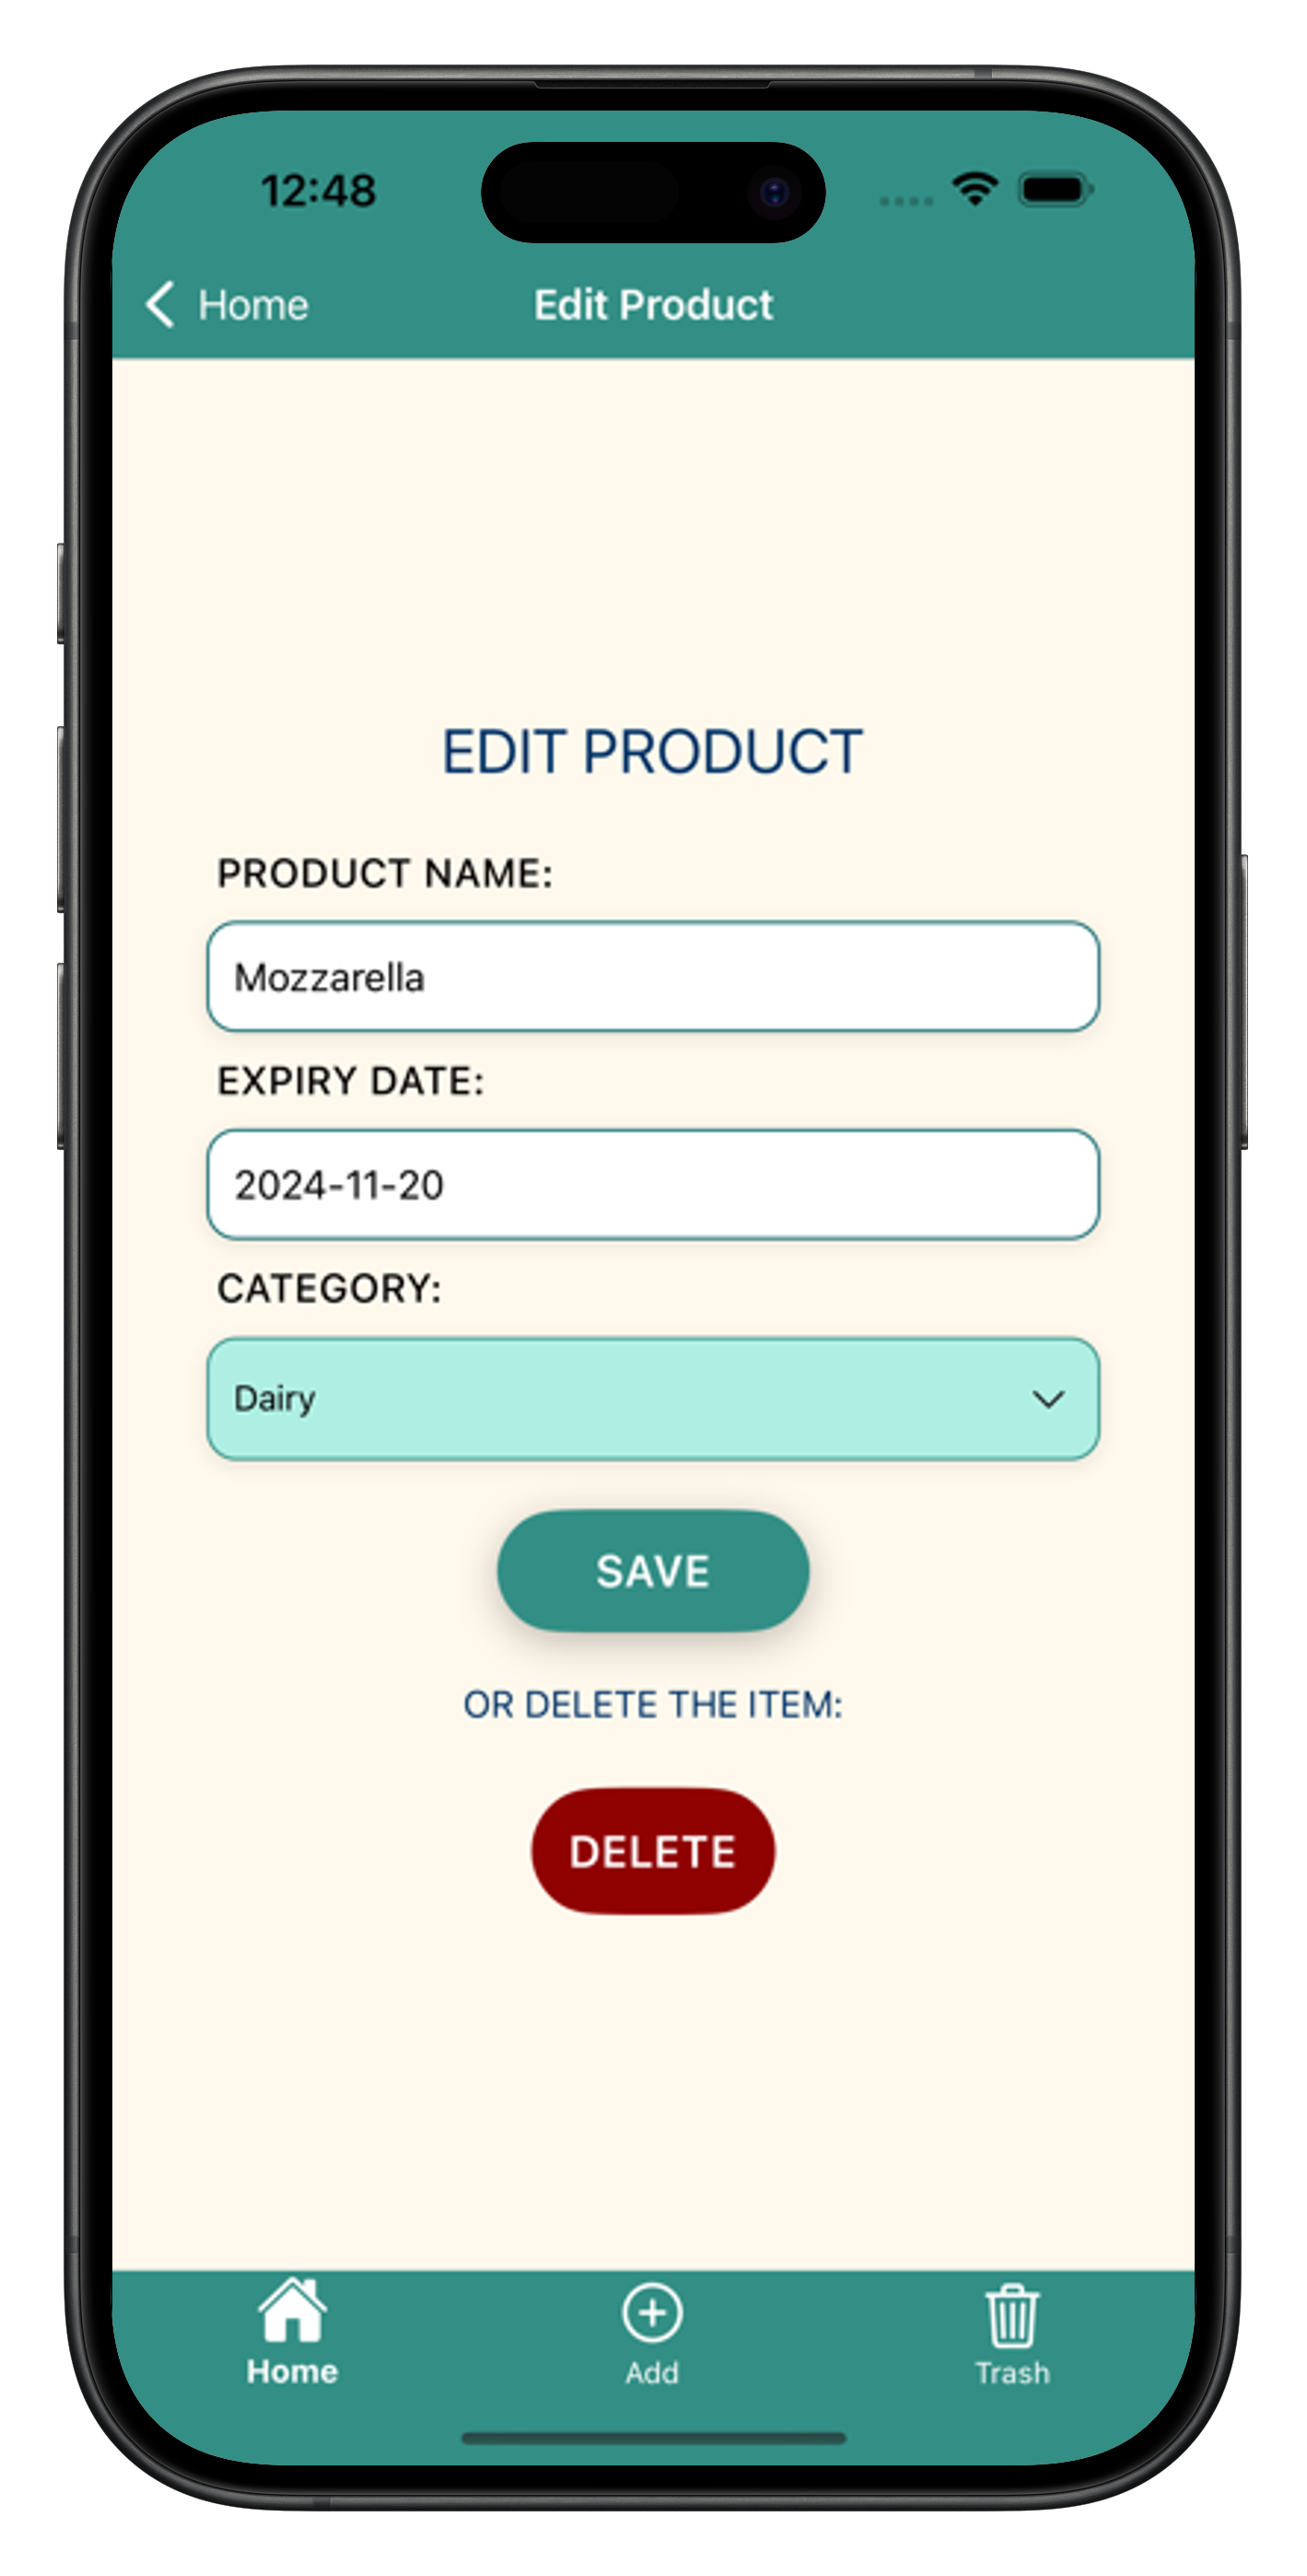 12:48
Home
Edit Product
EDIT PRODUCT
PRODUCT NAME:
Mozzarella
EXPIRY DATE:
2024-11-20
CATEGORY:
Dairy
SAVE
OR DELETE THE ITEM:
DELETE
Home
Add
Trash